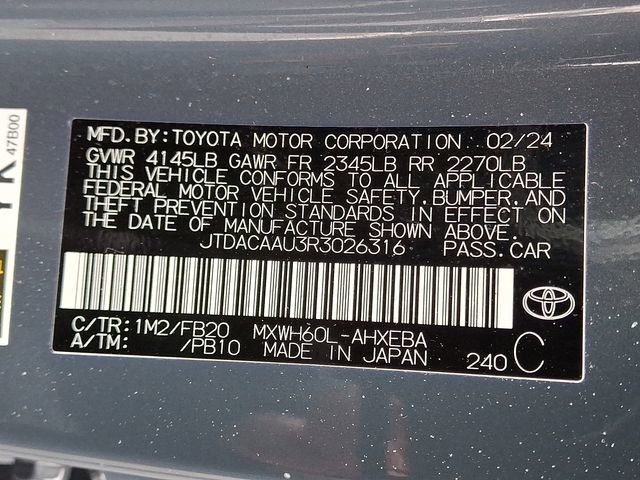 MFD. BY: TOYOTA MOTOR CORPORATION 02/24
GVWR 4145LB GAWR FR 2345LB RR 2270LB
THIS VEHICLE CONFORMS TO ALL APPLICABLE
FEDERAL MOTOR VEHICLE SAFETY,BUMPER,AND
THEFT PREVENTION STANDARDS IN EFFECT ON
THE DATE OF MANUFACTURE SHOWN ABOVE.
JTDACAAU3R3026316 PASS.CAR
C/TR:1M2/FB20 MXWH60L-AHXEBA
A/TM: /PB10 MADE IN JAPAN 240 C
47B00